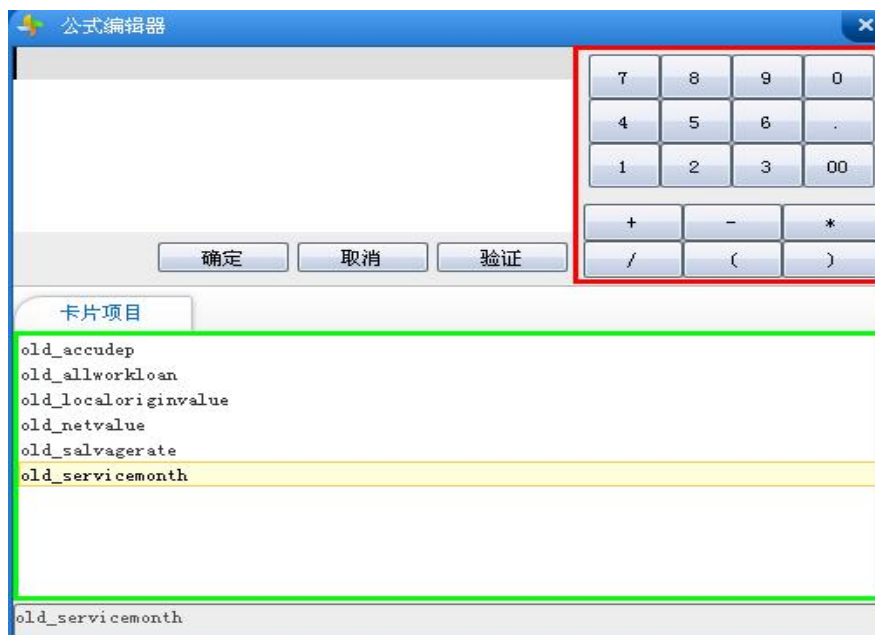 公式编辑器
7 8 9 0
4 5 6 .
1 2 3 00
+ - *
确定 取消 验证 / ( )
卡片项目
old_accudep
old_allworkloan
old_localoriginvalue
old_netvalue
old_salvagerate
old_servicemonth
old_servicemonth